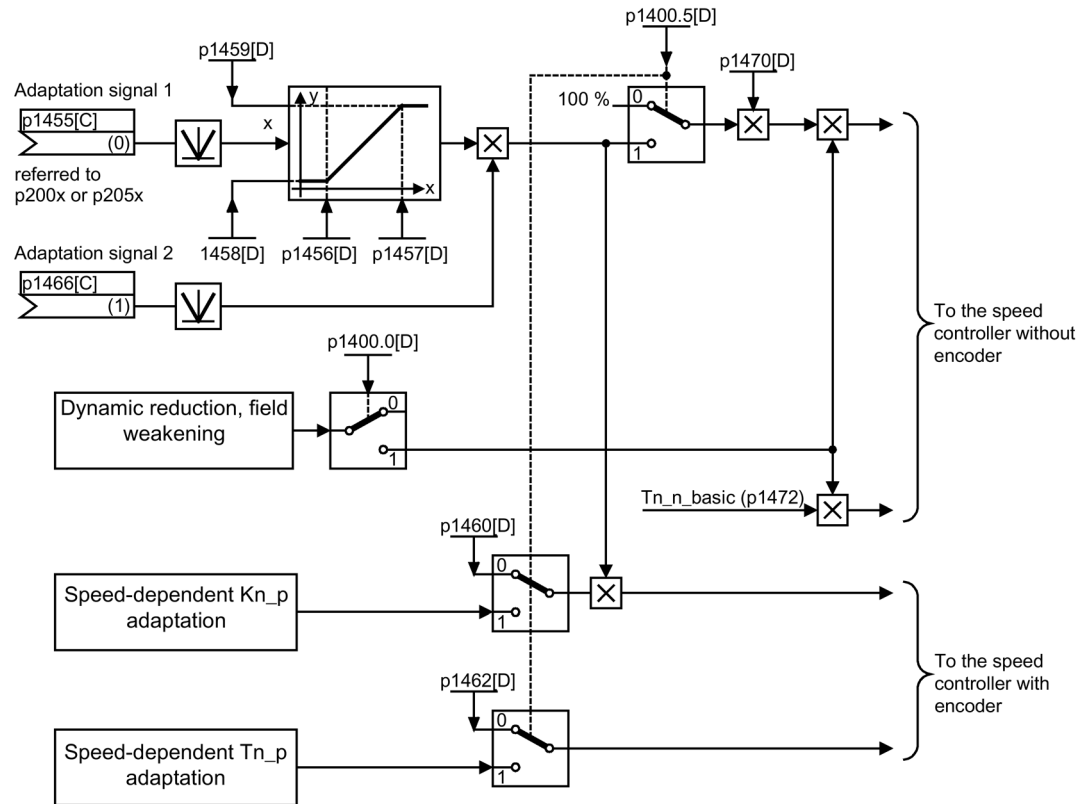 p1400.5[D]
p1459[D]
p1470[D]
Adaptation signal 1
p1455[C]
(0)
x
y
x
100 %
0
1
referred to
p200x or p205x
1458[D]
p1456[D]
p1457[D]
Adaptation signal 2
p1466[C]
(1)
To the speed
controller without
encoder
p1400.0[D]
Dynamic reduction, field
weakening
0
1
Tn_n_basic (p1472)
p1460[D]
Speed-dependent Kn_p
adaptation
0
1
To the speed
controller with
encoder
p1462[D]
Speed-dependent Tn_p
adaptation
0
1